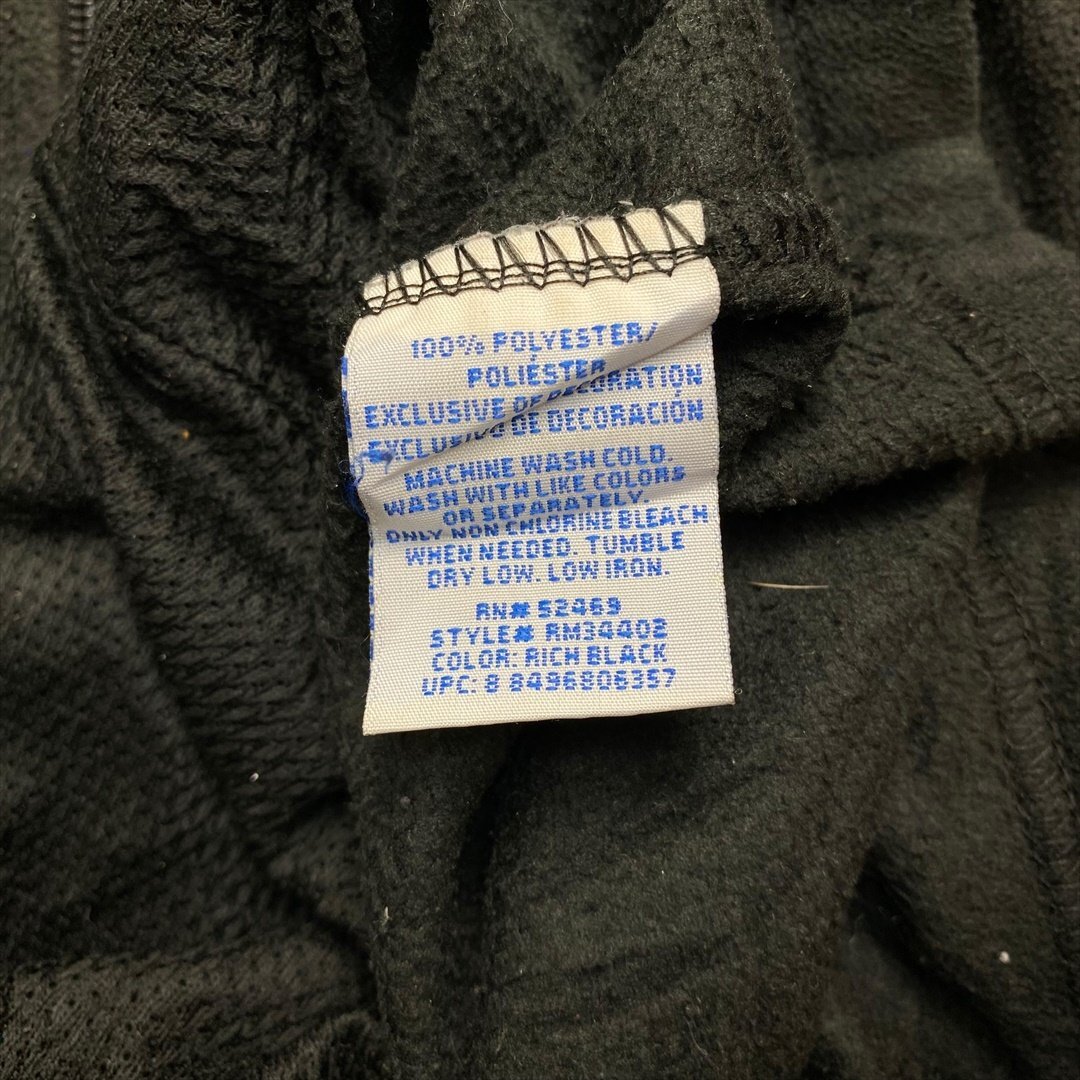 100% POLYESTER/
POLIÉSTER
EXCLUSIVE OF DECORATION
EXCLUSIVO DE DECORACIÓN
MACHINE WASH COLD.
WASH WITH LIKE COLORS
OR SEPARATELY.
ONLY NON CHLORINE BLEACH
WHEN NEEDED. TUMBLE
DRY LOW. LOW IRON.
RN# 52469
STYLE# RM34402
COLOR: RICH BLACK
UPC: 8 8496806357